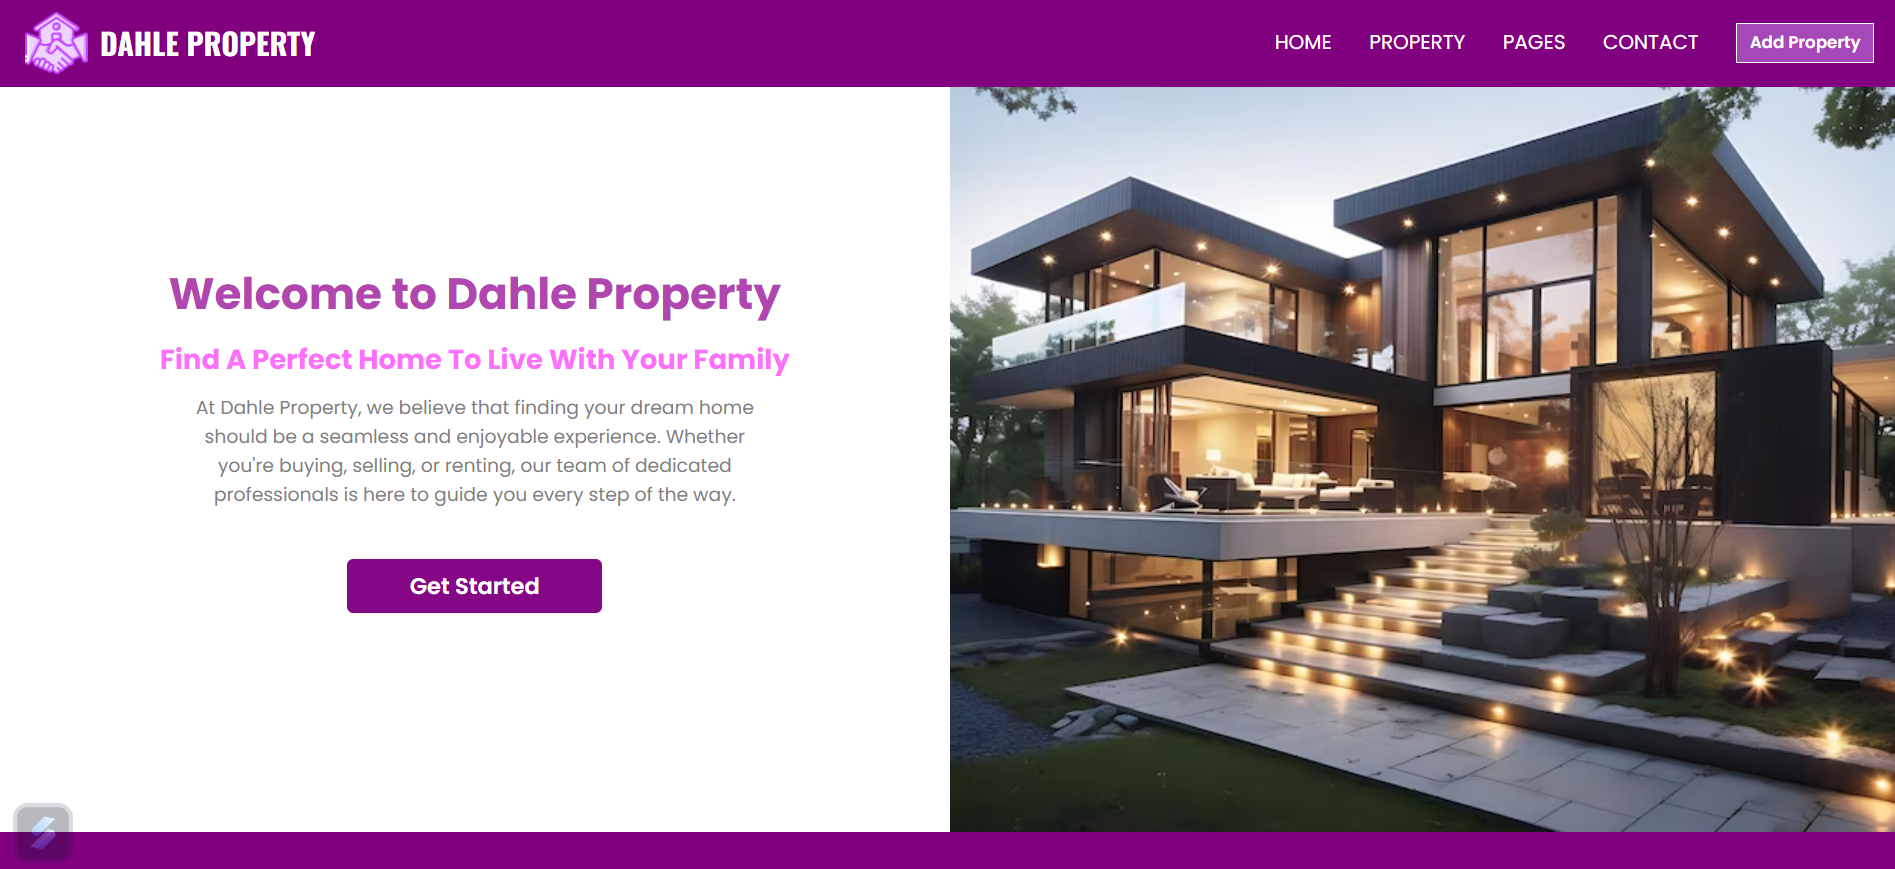 DAHLE PROPERTY
HOME PROPERTY PAGES CONTACT Add Property
Welcome to Dahle Property
Find A Perfect Home To Live With Your Family
At Dahle Property, we believe that finding your dream home
should be a seamless and enjoyable experience. Whether
you're buying, selling, or renting, our team of dedicated
professionals is here to guide you every step of the way.
Get Started